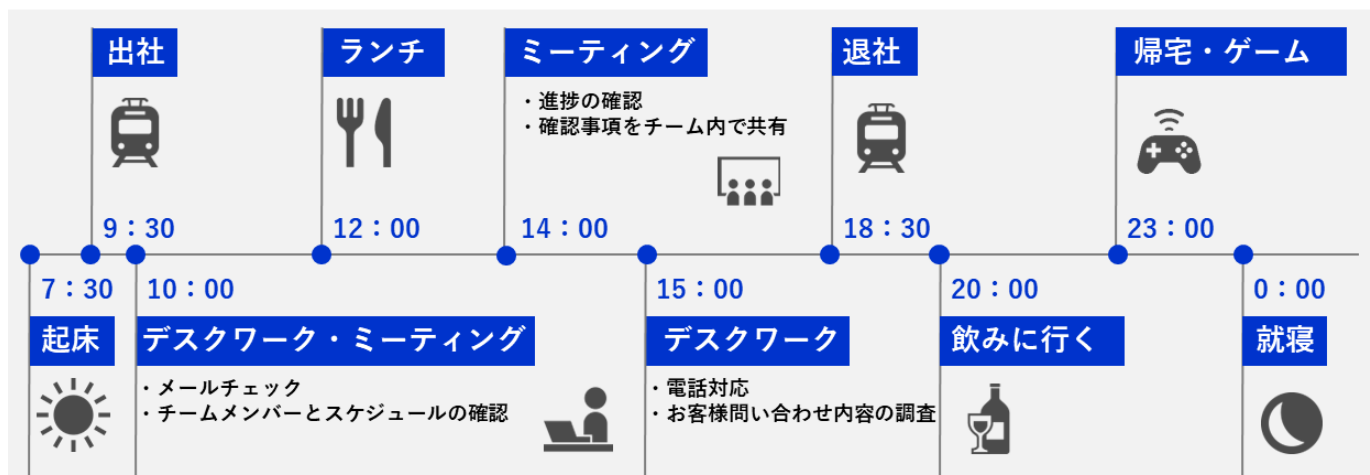 出社
ランチ
ミーティング
・進捗の確認
・確認事項をチーム内で共有
退社
帰宅・ゲーム
9：30
12：00
14：00
18：30
23：00
7：30
10：00
15：00
20：00
0：00
起床
デスクワーク・ミーティング
・メールチェック
・チームメンバーとスケジュールの確認
デスクワーク
・電話対応
・お客様問い合わせ内容の調査
飲みに行く
就寝